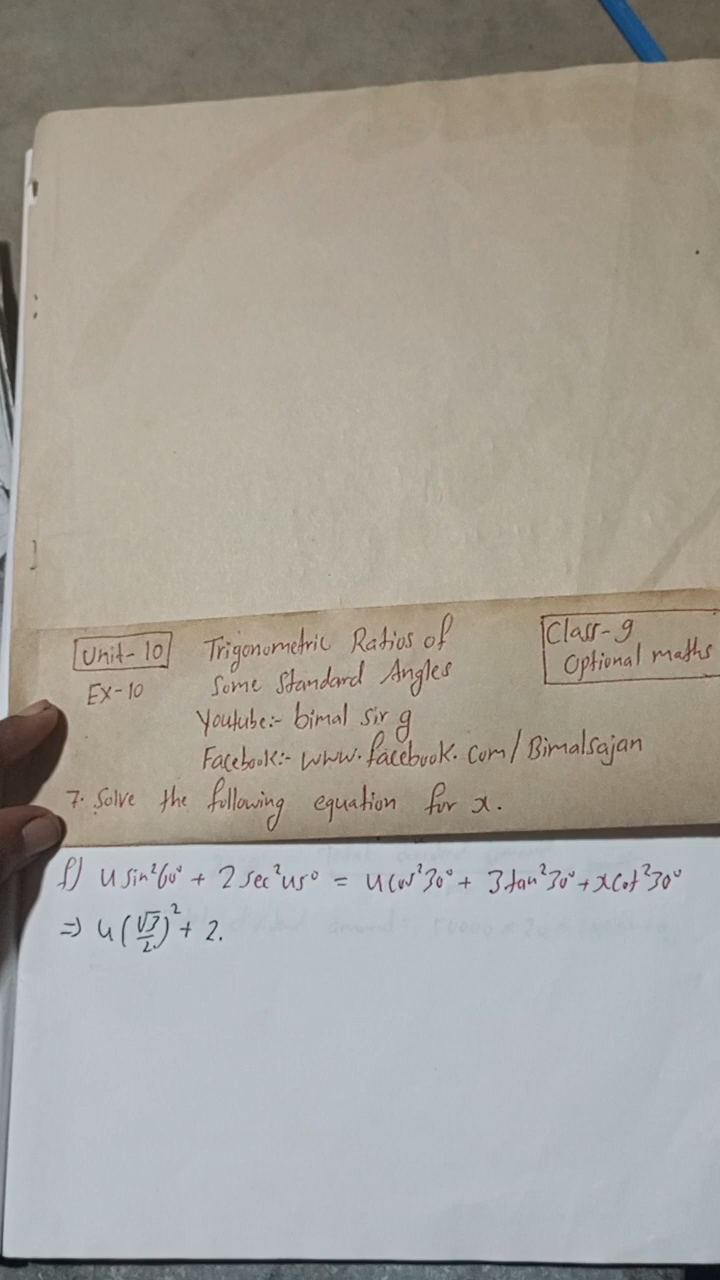 Unit-10
Trigonometric Ratios of
Class-9
Ex-10
Some Standard Angles
Optional maths
Youtube:- bimal sir g
Facebook:- www.facebook.com/Bimalsajan
7. Solve the following equation for x.
f) 4 sin²60° + 2 sec²45° = 4 cos²30° + 3 tan²30° + x cot²30°
⇒ 4(√3/2)² + 2.